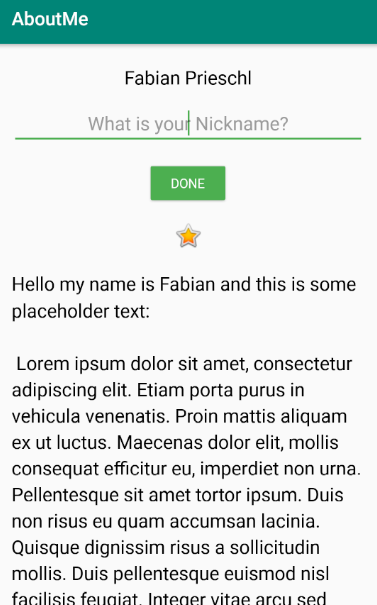 AboutMe
Fabian Prieschl
What is your Nickname?
DONE
Hello my name is Fabian and this is some
placeholder text:
Lorem ipsum dolor sit amet, consectetur
adipiscing elit. Etiam porta purus in
vehicula venenatis. Proin mattis aliquam
ex ut luctus. Maecenas dolor elit, mollis
consequat efficitur eu, imperdiet non urna.
Pellentesque sit amet tortor ipsum. Duis
non risus eu quam accumsan lacinia.
Quisque dignissim risus a sollicitudin
mollis. Duis pellentesque euismod nisl
facilisis feugiat. Integer vitae arcu sed